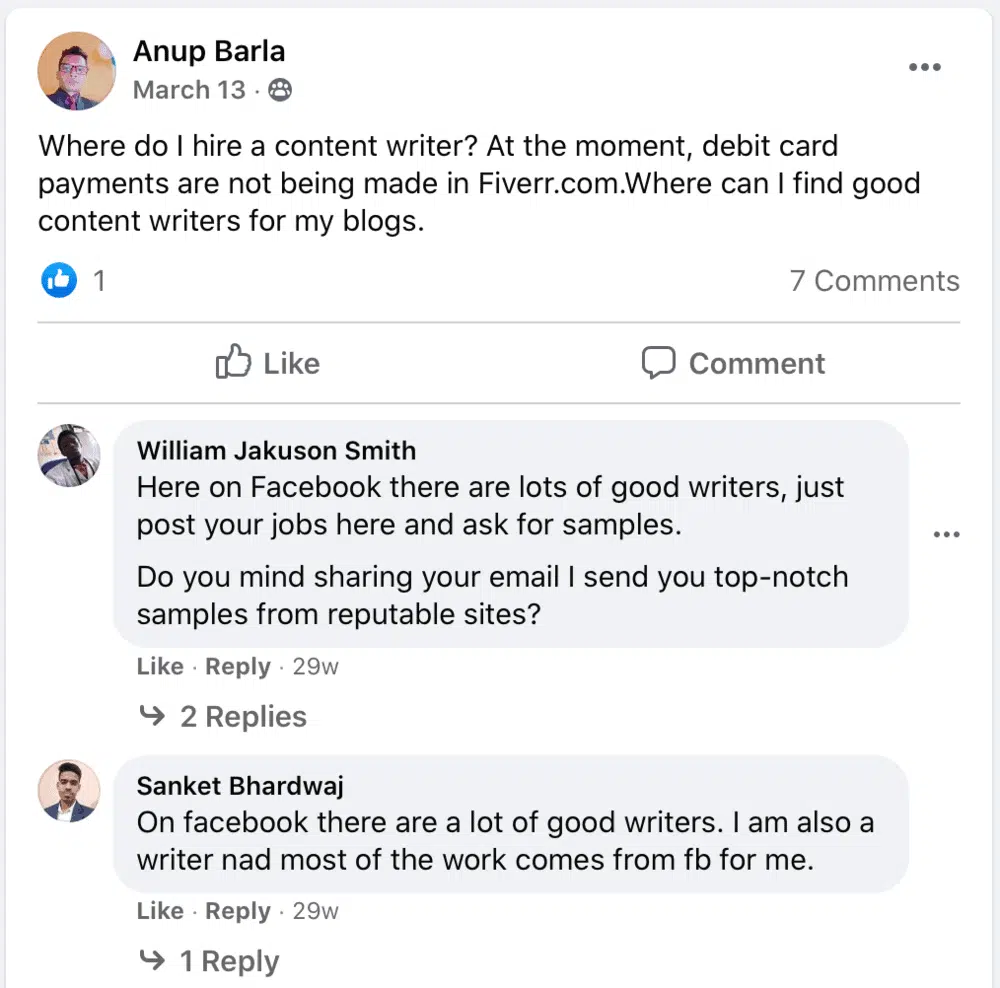 Anup Barla
March 13 ·
Where do I hire a content writer? At the moment, debit card
payments are not being made in Fiverr.com.Where can I find good
content writers for my blogs.
1
7 Comments
Like
Comment
William Jakuson Smith
Here on Facebook there are lots of good writers, just
post your jobs here and ask for samples.
Do you mind sharing your email I send you top-notch
samples from reputable sites?
Like · Reply · 29w
2 Replies
Sanket Bhardwaj
On facebook there are a lot of good writers. I am also a
writer nad most of the work comes from fb for me.
Like · Reply · 29w
1 Reply